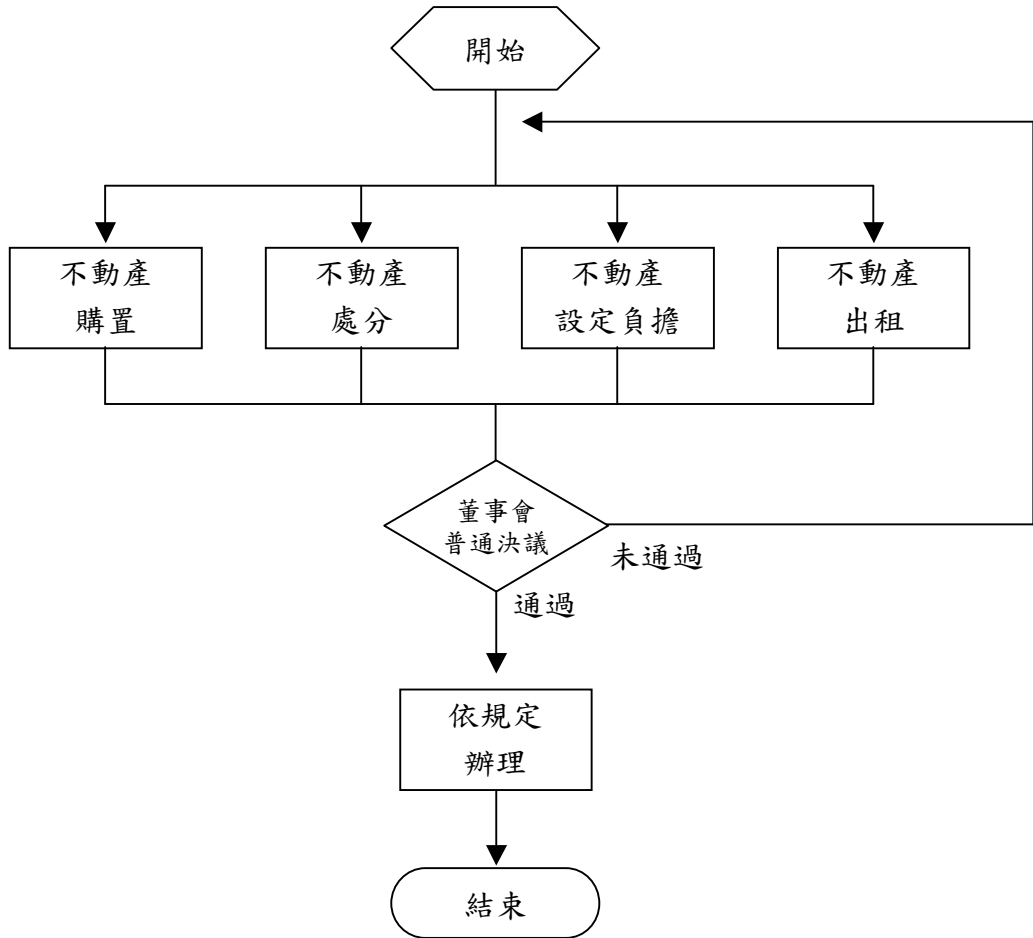 開始
不動產
購置
不動產
處分
不動產
設定負擔
不動產
出租
董事會
普通決議
未通過
通過
依規定
辦理
結束